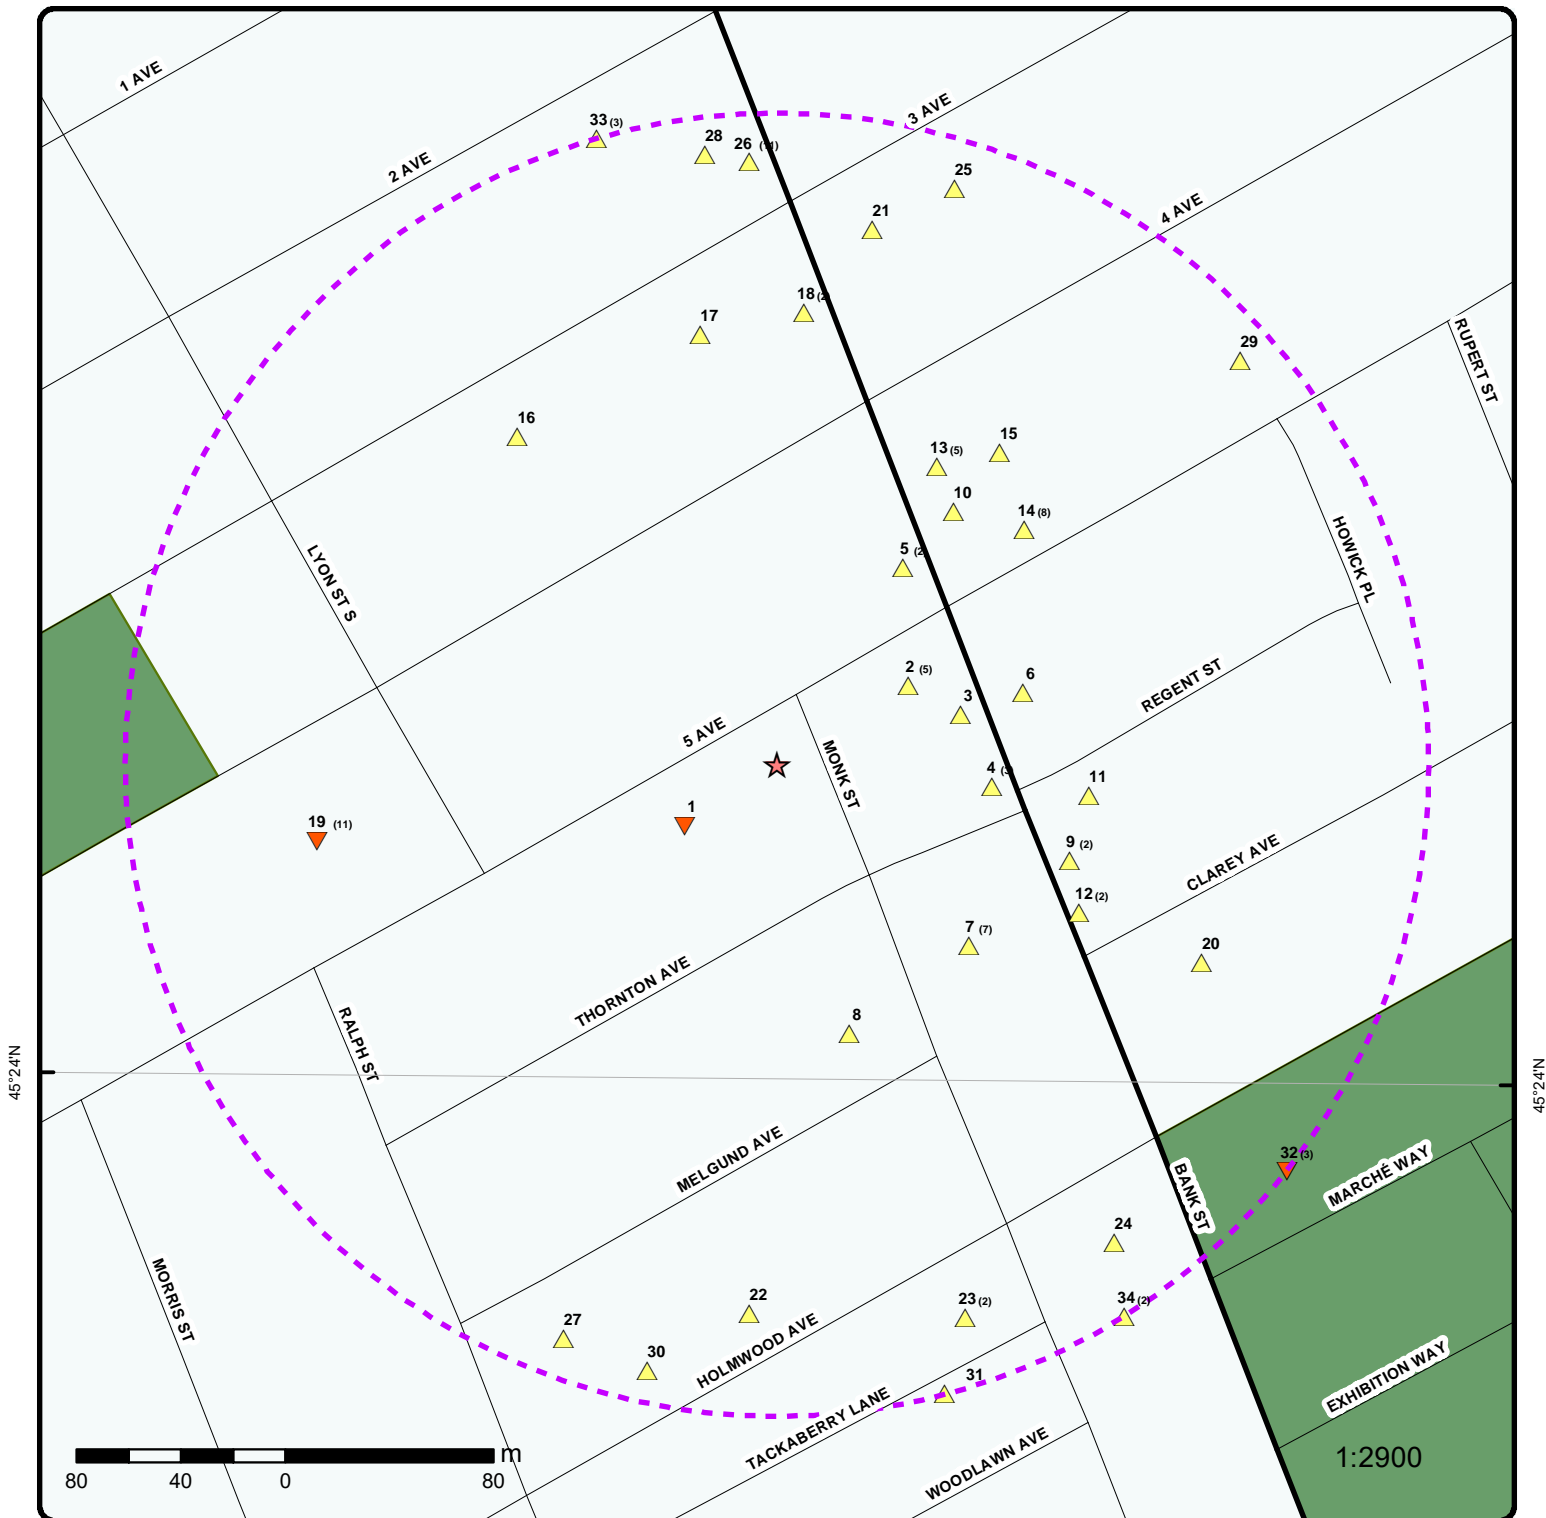 1 AVE
3 AVE
33 (3)
28
26
2 AVE
25
4 AVE
21
18
17
29
RUPERT ST
16
15
13 (5)
10
14 (8)
HOWICK PL
5
LYON ST S
2 (5)
6
REGENT ST
3
5 AVE
MONK ST
4
11
1
19 (11)
9 (2)
CLAREY AVE
12 (2)
7 (7)
20
THORNTON AVE
8
RALPH ST
45°24'N
45°24'N
MELGUND AVE
32 (3)
MARCHÉ WAY
BANK ST
24
MORRIS ST
22
23 (2)
34 (2)
27
HOLMWOOD AVE
30
31
EXHIBITION WAY
TACKABERRY LANE
WOODLAWN AVE
m
1:2900
80 40 0 80